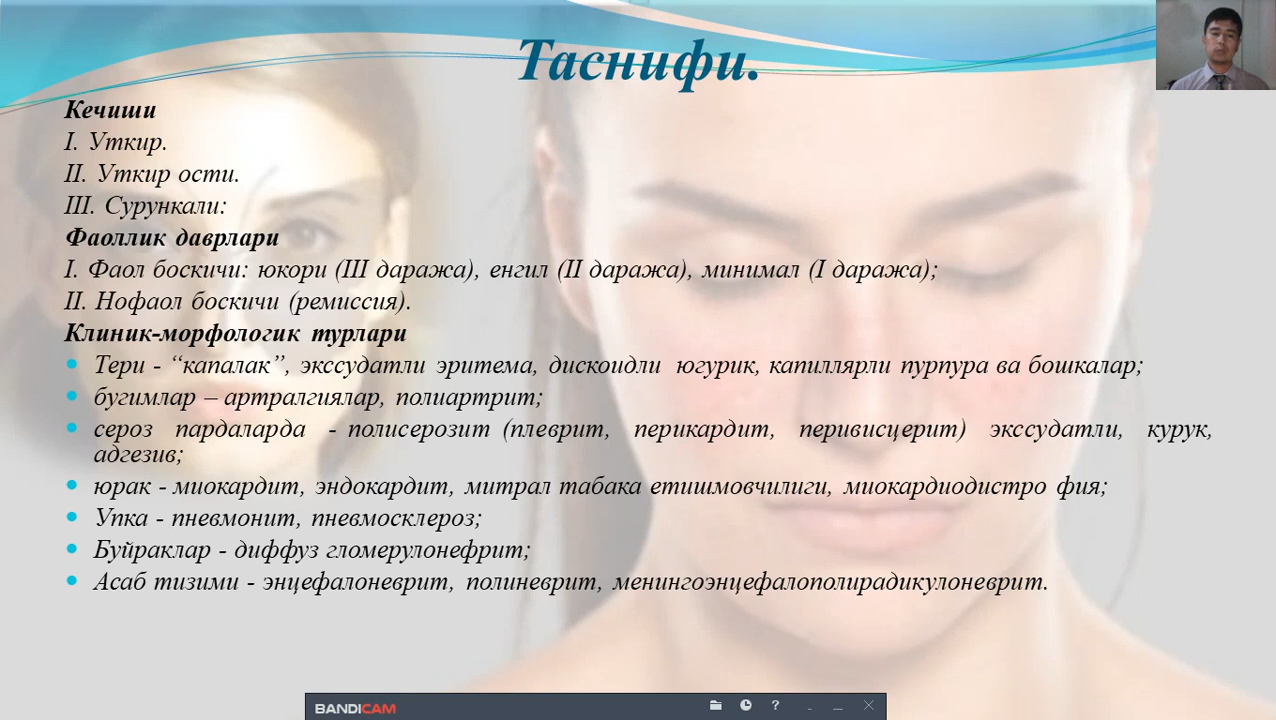 Таснифи.
Кечиши
I. Уткир.
II. Уткир ости.
III. Сурункали:
Фаоллик даврлари
I. Фаол боскичи: юкори (III даража), енгил (II даража), минимал (I даража);
II. Нофаол боскичи (ремиссия).
Клиник-морфологик турлари
Тери - “капалак”, экссудатли эритема, дискоидли югурик, капиллярли пурпура ва бошкалар;
бугимлар – артралгиялар, полиартрит;
сероз пардаларда - полисерозит (плеврит, перикардит, перивисцерит) экссудатли, курук,
адгезив;
юрак - миокардит, эндокардит, митрал табака етишмовчилиги, миокардиодистро фия;
Упка - пневмонит, пневмосклероз;
Буйраклар - диффуз гломерулонефрит;
Асаб тизими - энцефалоневрит, полиневрит, менингоэнцефалополирадикулоневрит.
BANDICAM